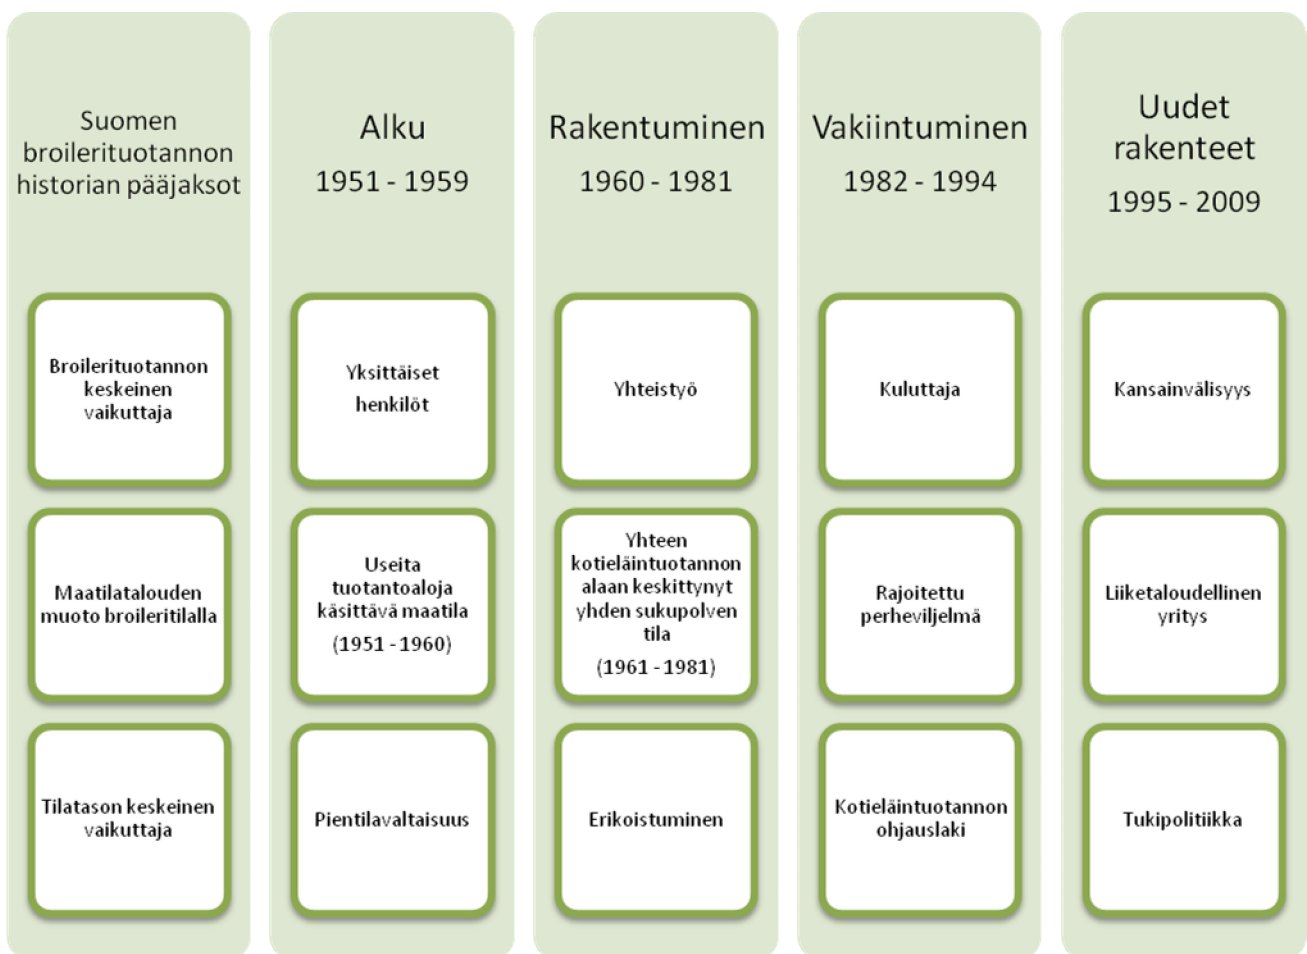 Suomen
broilerituotannon
historian pääjaksot
Alku
1951 - 1959
Rakentuminen
1960 - 1981
Vakiintuminen
1982 - 1994
Uudet
rakenteet
1995 - 2009
Broilerituotannon
keskeinen
vaikuttaja
Yksittäiset
henkilöt
Yhteistyö
Kuluttaja
Kansainvälisyys
Maatilatalouden
muoto broileritilalla
Useita
tuotantoaloja
käsittävä maatila
(1951 - 1960)
Yhteen
kotieläintuotannon
alaan keskittynyt
yhden sukupolven
tila
(1961 - 1981)
Rajoitettu
perheviljelmä
Liiketaloudellinen
yritys
Tilatason keskeinen
vaikuttaja
Pientilavaltaisuus
Erikoistuminen
Kotieläintuotannon
ohjauslaki
Tukipolitiikka